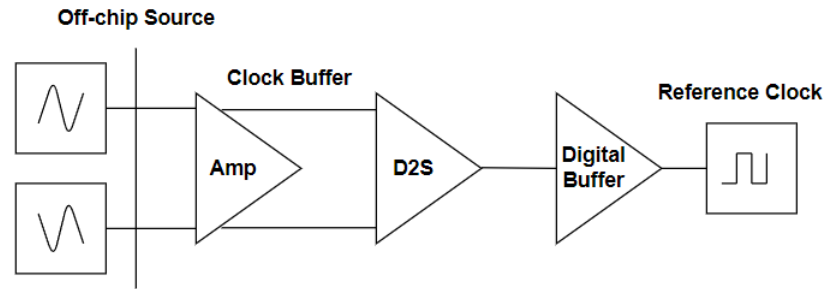 Off-chip Source
Clock Buffer
Reference Clock
Amp
D2S
Digital
Buffer